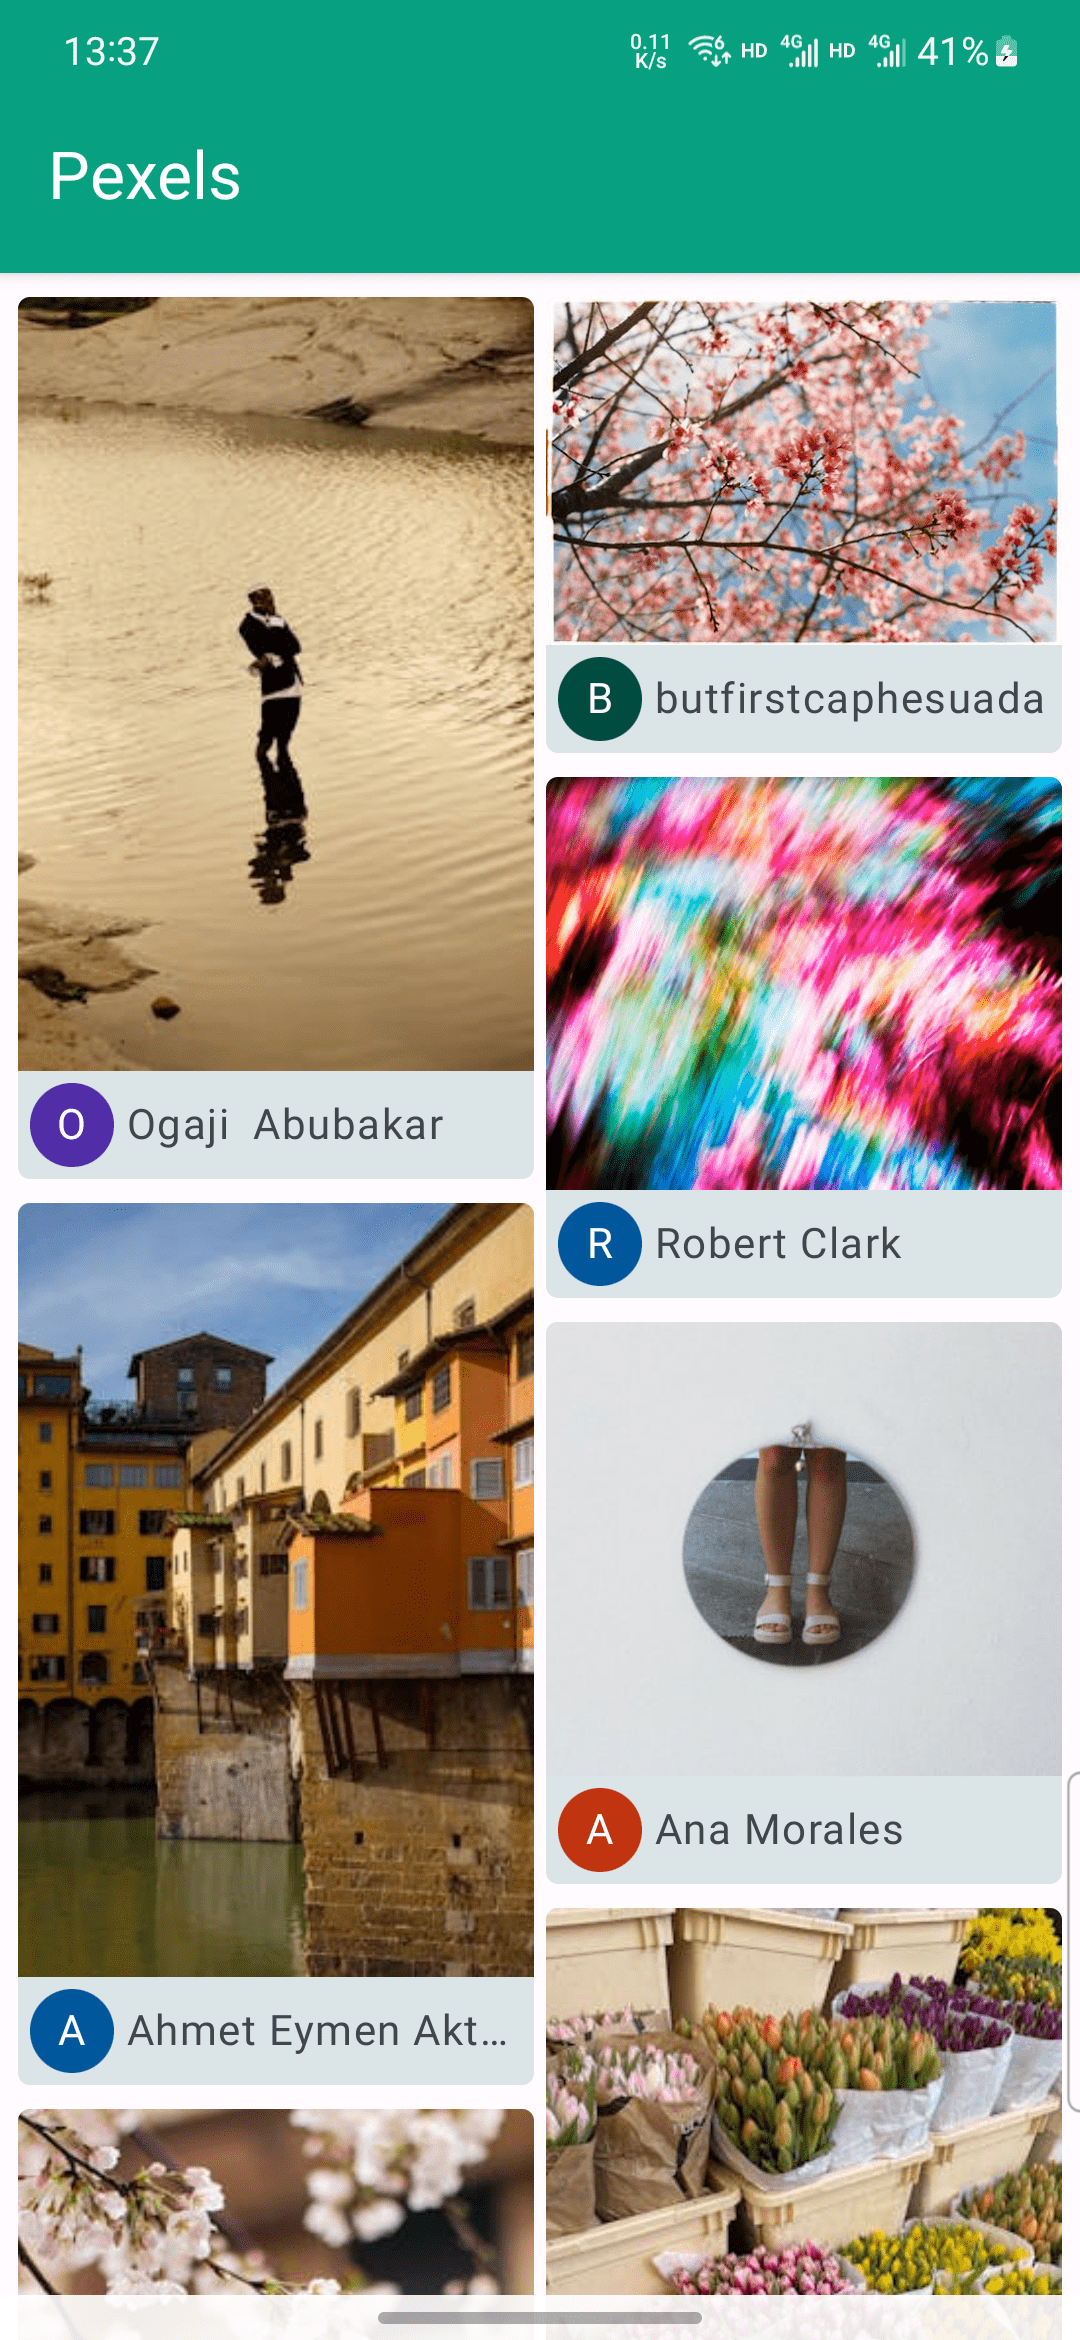 13:37
0.11 K/s
6
HD
4G
HD
4G
41%
Pexels
O Ogaji  Abubakar
B butfirstcaphesuada
R Robert Clark
A Ana Morales
A Ahmet Eymen Akt...